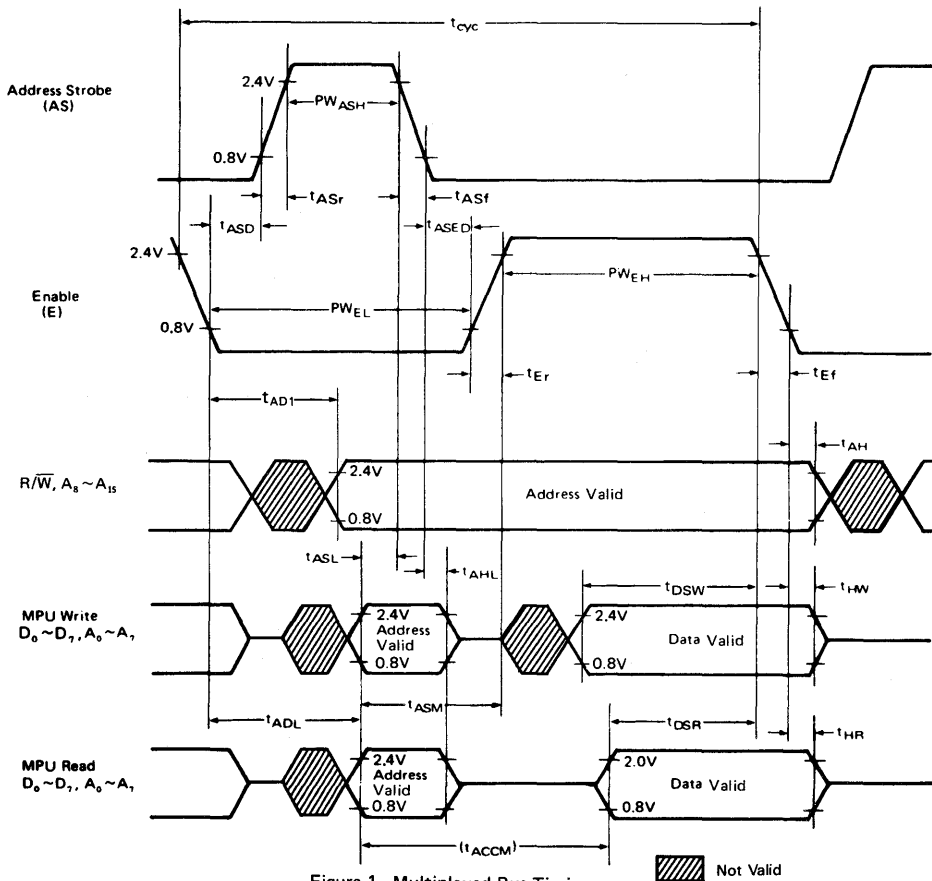 tcyc
Address Strobe
(AS)
2.4V
PWASH
0.8V
tASr
tASf
tASD
tASED
Enable
(E)
2.4V
PWEH
PWEL
0.8V
tEr
tEf
tAD1
tAH
R/W, A₈~A₁₅
2.4V
Address Valid
0.8V
tASL
tAHL
tDSW
tHW
MPU Write
D₀~D₇, A₀~A₇
2.4V
Address
Valid
0.8V
2.4V
Data Valid
0.8V
tADL
tASM
tDSR
tHR
MPU Read
D₀~D₇, A₀~A₇
2.4V
Address
Valid
0.8V
2.0V
Data Valid
0.8V
(tACCM)
Not Valid